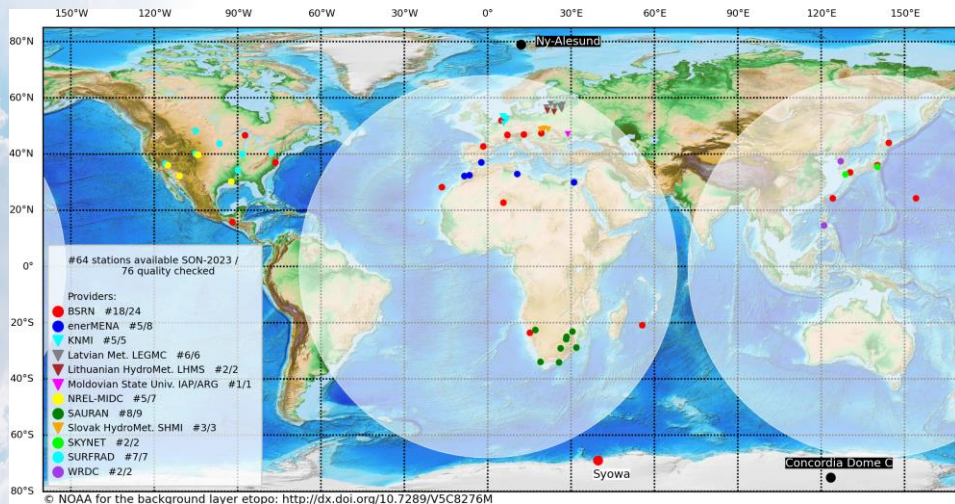 150°W 120°W 90°W 60°W 30°W 0°E 30°E 60°E 90°E 120°E 150°E
80°N
60°N
40°N
20°N
0°
20°S
40°S
60°S
80°S
Ny-Alesund
#64 stations available SON-2023 /
76 quality checked
Providers:
BSRN #18/24
enerMENA #5/8
KNMI #5/5
Latvian Met. LEGMC #6/6
Lithuanian HydroMet. LHMS #2/2
Moldovian State Univ. IAP/ARG #1/1
NREL-MIDC #5/7
SAURAN #8/9
Slovak HydroMet. SHMI #3/3
SKYNET #2/2
SURFRAD #7/7
WRDC #2/2
Syowa
Concordia Dome C
© NOAA for the background layer etopo: http://dx.doi.org/10.7289/V5C8276M